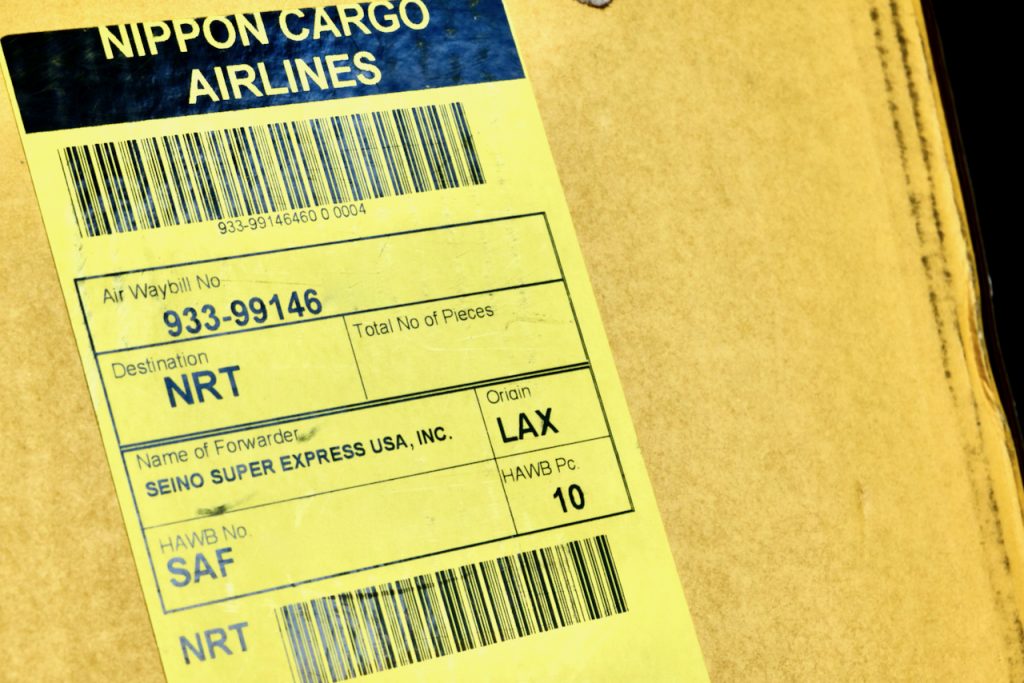 NIPPON CARGO
AIRLINES
933-99146460 0 0004
Air Waybill No
933-99146
Total No of Pieces
Destination
NRT
Origin
LAX
Name of Forwarder
SEINO SUPER EXPRESS USA, INC.
HAWB Pc.
10
HAWB No.
SAF
NRT